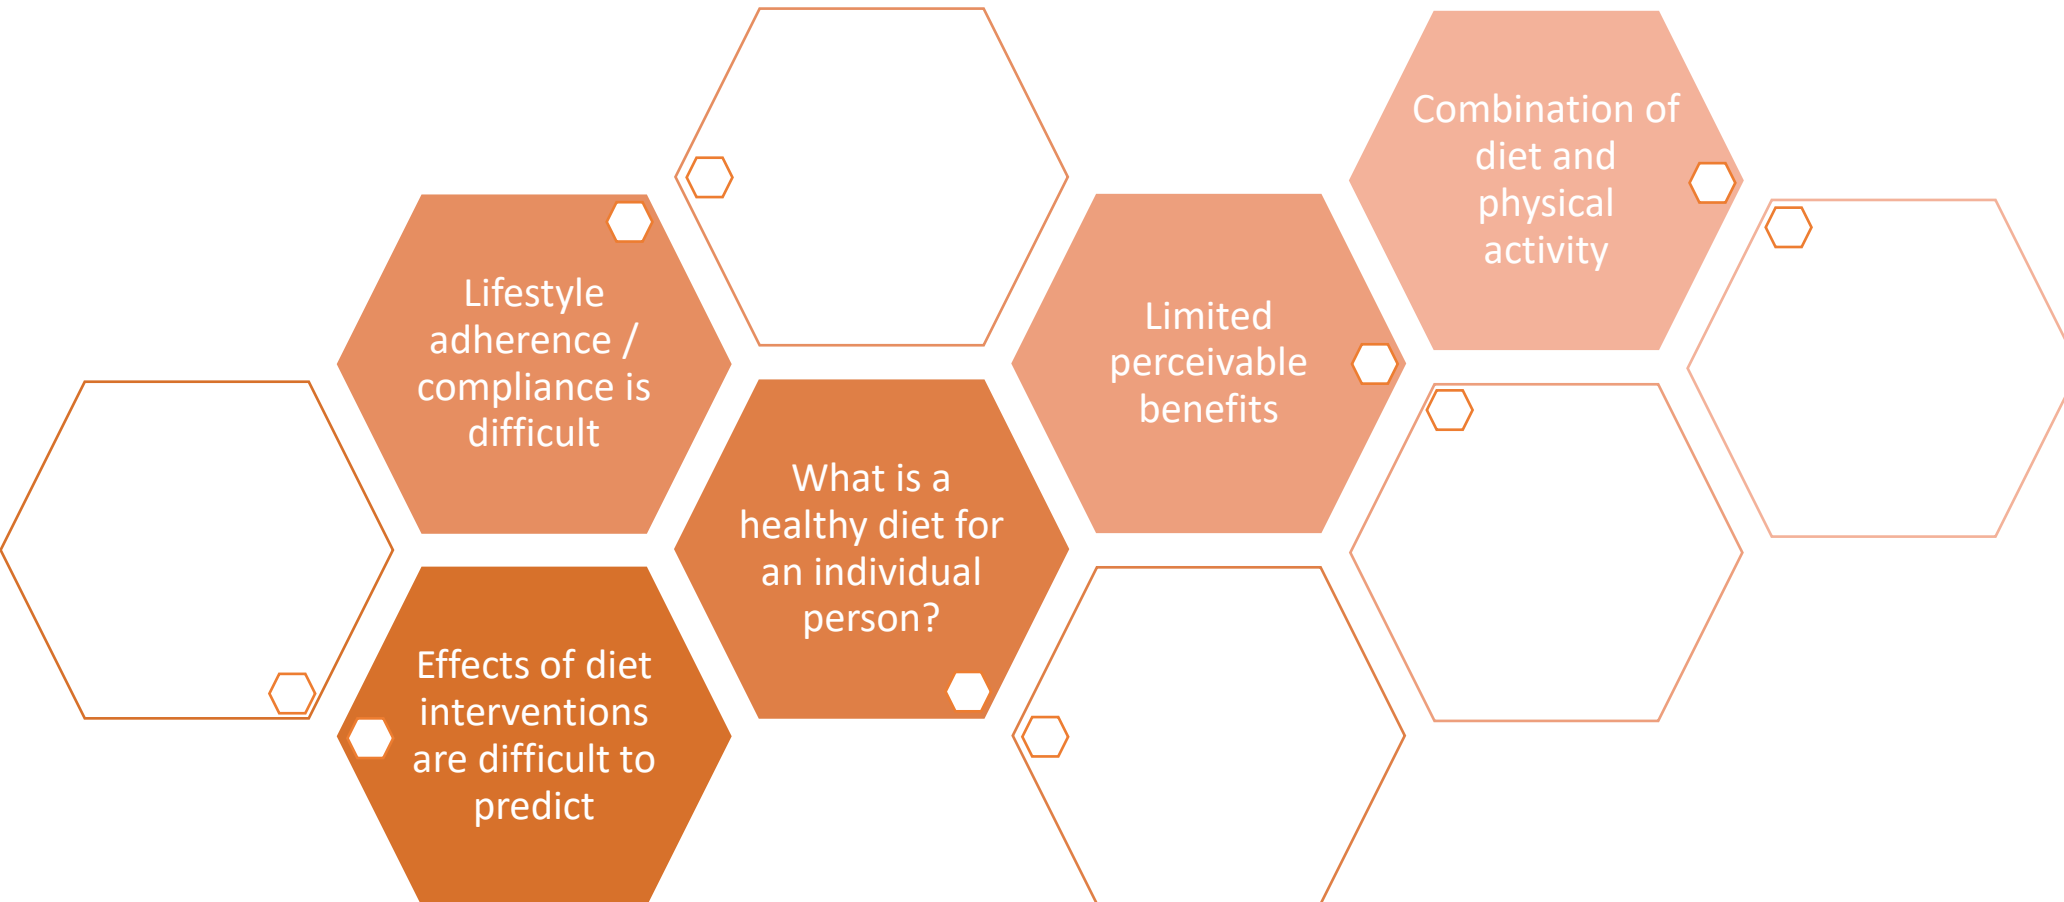 Lifestyle
adherence /
compliance is
difficult
Effects of diet
interventions
are difficult to
predict
What is a
healthy diet for
an individual
person?
Limited
perceivable
benefits
Combination of
diet and
physical
activity